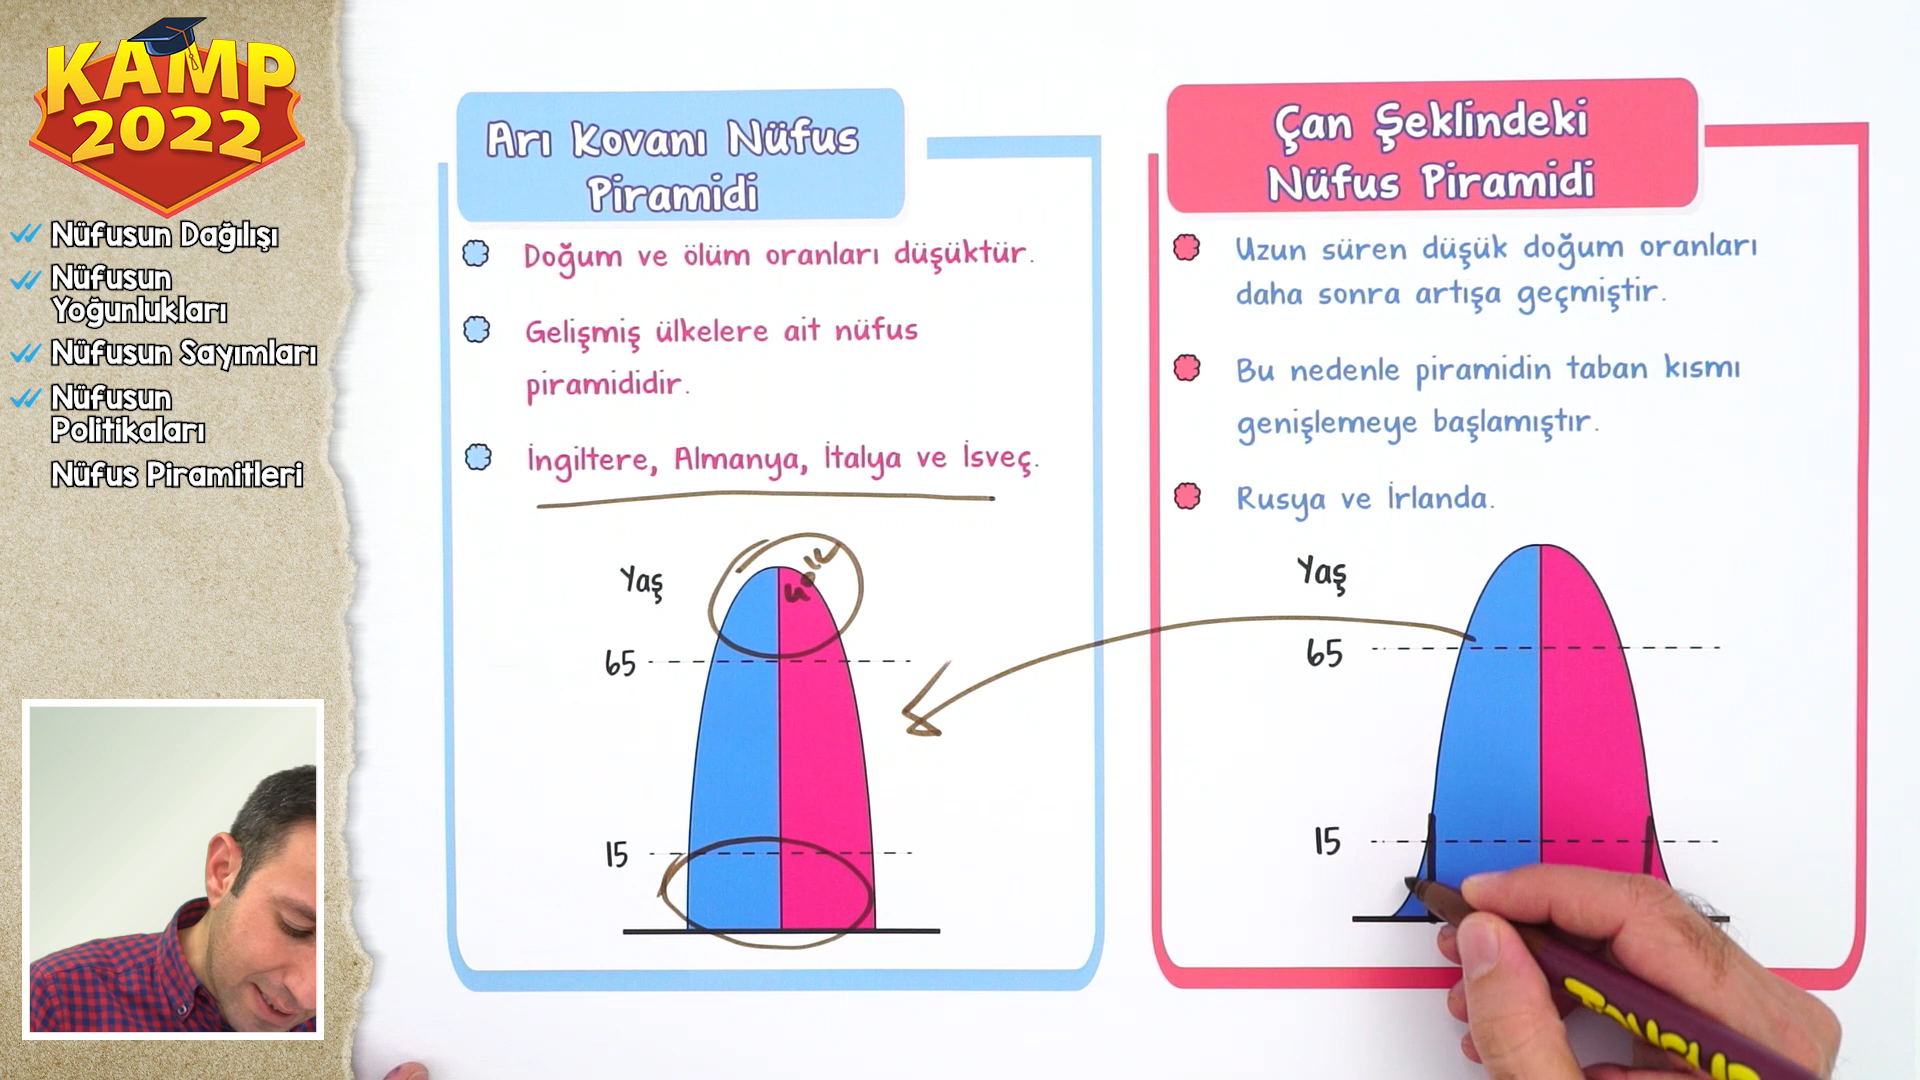 KAMP
2022
Nüfusun Dağılışı
Nüfusun
Yoğunlukları
Nüfusun Sayımları
Nüfusun
Politikaları
Nüfus Piramitleri
Arı Kovanı Nüfus
Piramidi
Doğum ve ölüm oranları düşüktür.
Gelişmiş ülkelere ait nüfus
piramididir.
İngiltere, Almanya, İtalya ve İsveç.
Yaş
65
15
Çan Şeklindeki
Nüfus Piramidi
Uzun süren düşük doğum oranları
daha sonra artışa geçmiştir.
Bu nedenle piramidin taban kısmı
genişlemeye başlamıştır.
Rusya ve İrlanda.
Yaş
65
15